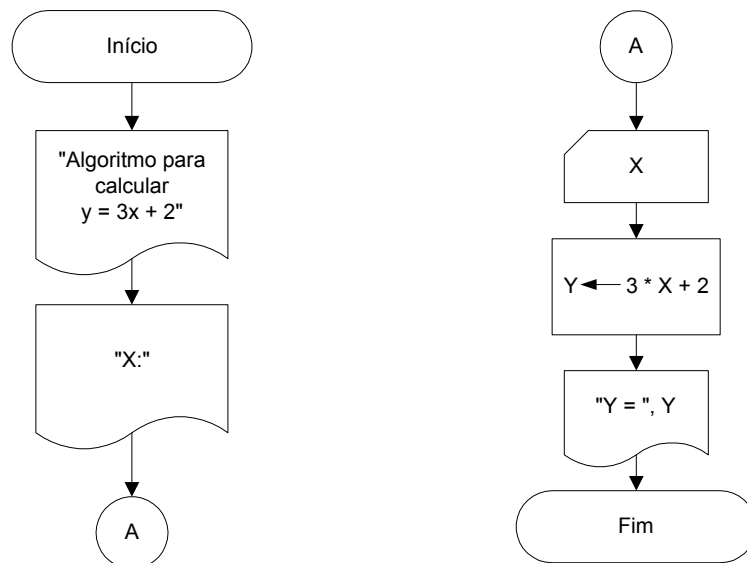 Início
"Algoritmo para
calcular
y = 3x + 2"
"X:"
A
A
X
Y 3 * X + 2
"Y = ", Y
Fim